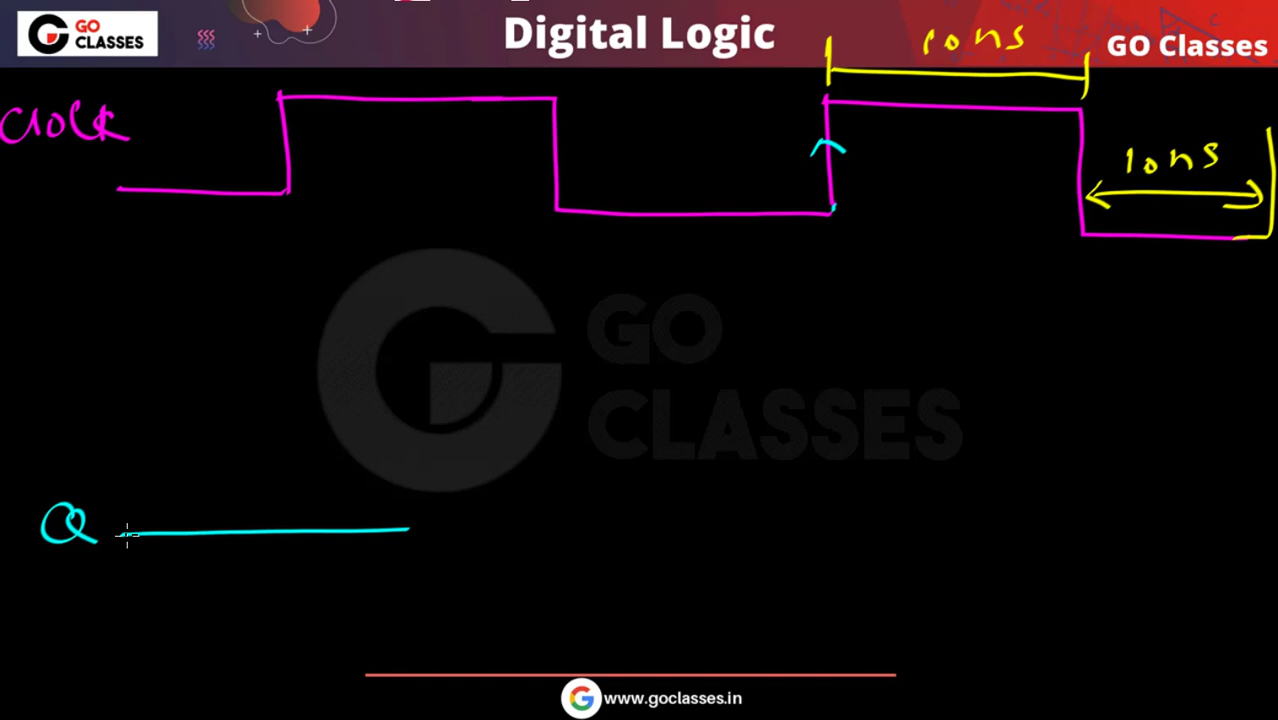 GO
CLASSES
Digital Logic
GO Classes
10ns
Clock
10ns
GO
CLASSES
Q
www.goclasses.in